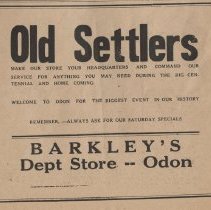 Old Settlers
MAKE OUR STORE YOUR HEADQUARTERS AND COMMAND OUR
SERVICE FOR ANYTHING YOU MAY NEED DURING THE BIG CEN-
TENNIAL AND HOME COMING
WELCOME TO ODON FOR THE BIGGEST EVENT IN OUR HISTORY
REMEMBER,—ALWAYS ASK FOR OUR SATURDAY SPECIALS
BARKLEY'S
Dept Store -- Odon